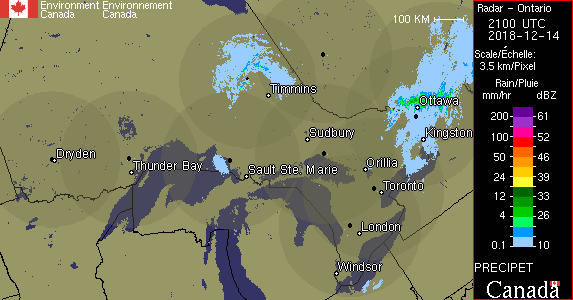 Environment Environnement
Canada Canada
100 KM
Timmins
Ottawa
Sudbury
Kingston
Dryden
Thunder Bay
Sault Ste. Marie
Orillia
Toronto
London
Windsor
Radar - Ontario
2100 UTC
2018-12-14
Scale/Échelle:
3.5 km/Pixel
Rain/Pluie
mm/hr dBZ
200 61
100 52
50 46
24 39
12 33
4 26
0.1 10
PRECIPET
Canada